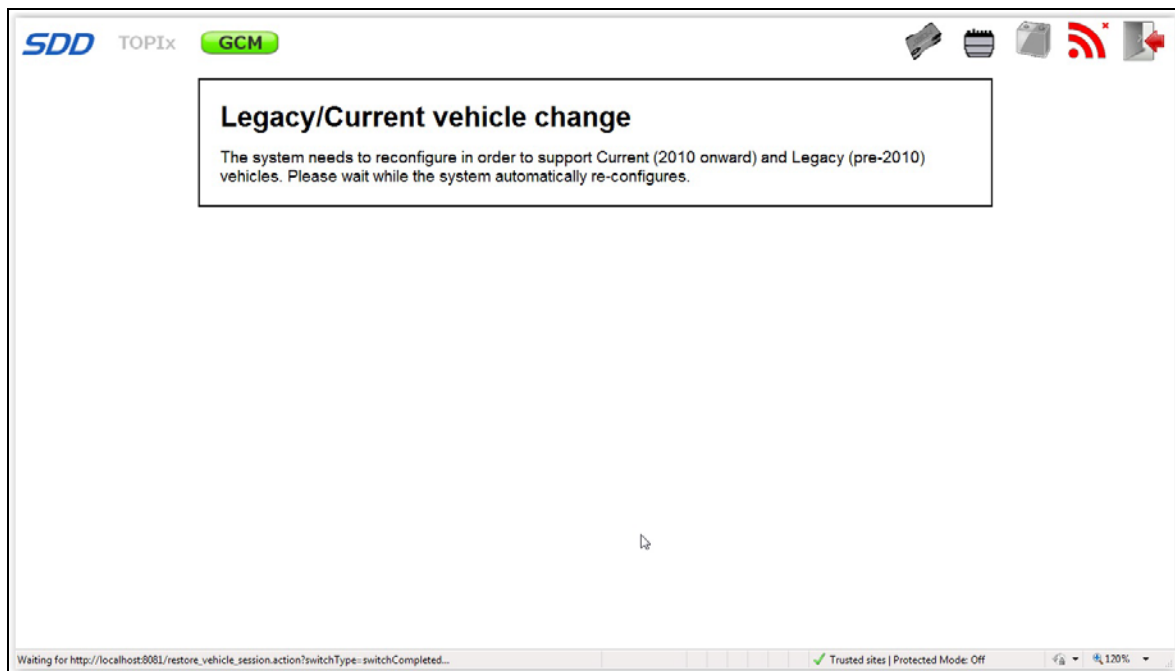 SDD TOPIx GCM
Legacy/Current vehicle change
The system needs to reconfigure in order to support Current (2010 onward) and Legacy (pre-2010)
vehicles. Please wait while the system automatically re-configures.
Waiting for http://localhost:8081/restore_vehicle_session.action?switchType=switchCompleted... Trusted sites | Protected Mode: Off 120%